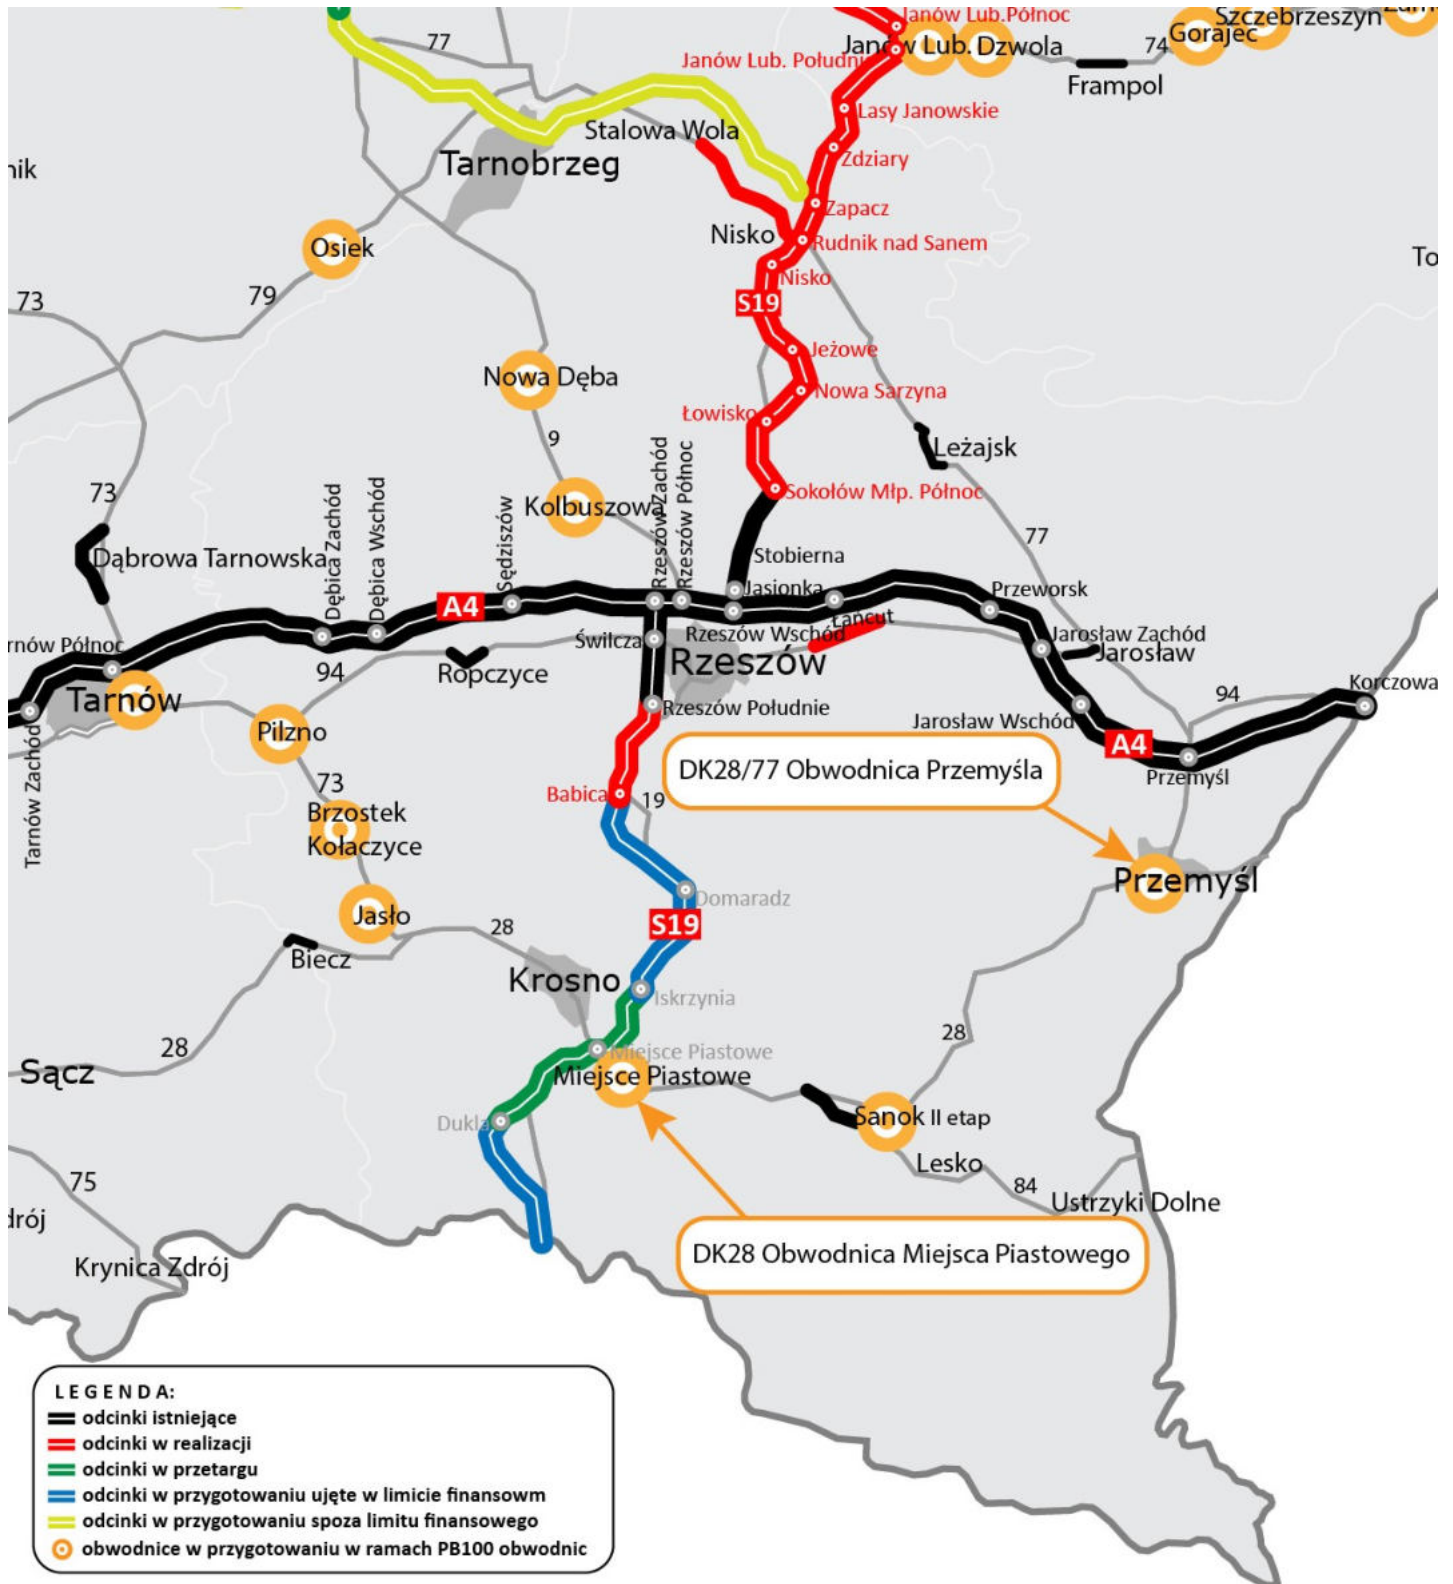 Janów Lub.Północ
Szczebrzeszyn
77
Janów Lub.
Dzwola
74
Gorajec
Janów Lub. Południe
Frampol
Lasy Janowskie
Stalowa Wola
Tarnobrzeg
Zdziary
nik
Zapacz
Nisko
Rudnik nad Sanem
Osiek
To
Nisko
73
79
S19
Jeżowe
Nowa Dęba
Nowa Sarzyna
Łowisko
9
Leżajsk
73
Dębica Zachód
Dębica Wschód
Sędziszów
Kolbuszowa
Rzeszów Zachód
Rzeszów Północ
Sokołów Młp. Północ
77
Dąbrowa Tarnowska
Stobierna
Jasionka
Przeworsk
A4
Łańcut
rnów Północ
Świlcza
Rzeszów Wschód
Jarosław Zachód
Jarosław
94
Ropczyce
Rzeszów
Korczowa
Tarnów
94
Rzeszów Południe
Jarosław Wschód
Pilzno
A4
Tarnów Zachód
DK28/77 Obwodnica Przemyśla
Przemyśl
73
Babica
19
Brzostek
Kołaczyce
Przemyśl
Domaradz
Jasło
28
S19
Biecz
Krosno
Iskrzynia
28
28
Miejsce Piastowe
Sącz
Miejsce Piastowe
Dukla
Sanok II etap
Lesko
75
84
Ustrzyki Dolne
drój
DK28 Obwodnica Miejsca Piastowego
Krynica Zdrój
LEGENDA:
odcinki istniejące
odcinki w realizacji
odcinki w przetargu
odcinki w przygotowaniu ujęte w limicie finansowm
odcinki w przygotowaniu spoza limitu finansowego
obwodnice w przygotowaniu w ramach PB100 obwodnic